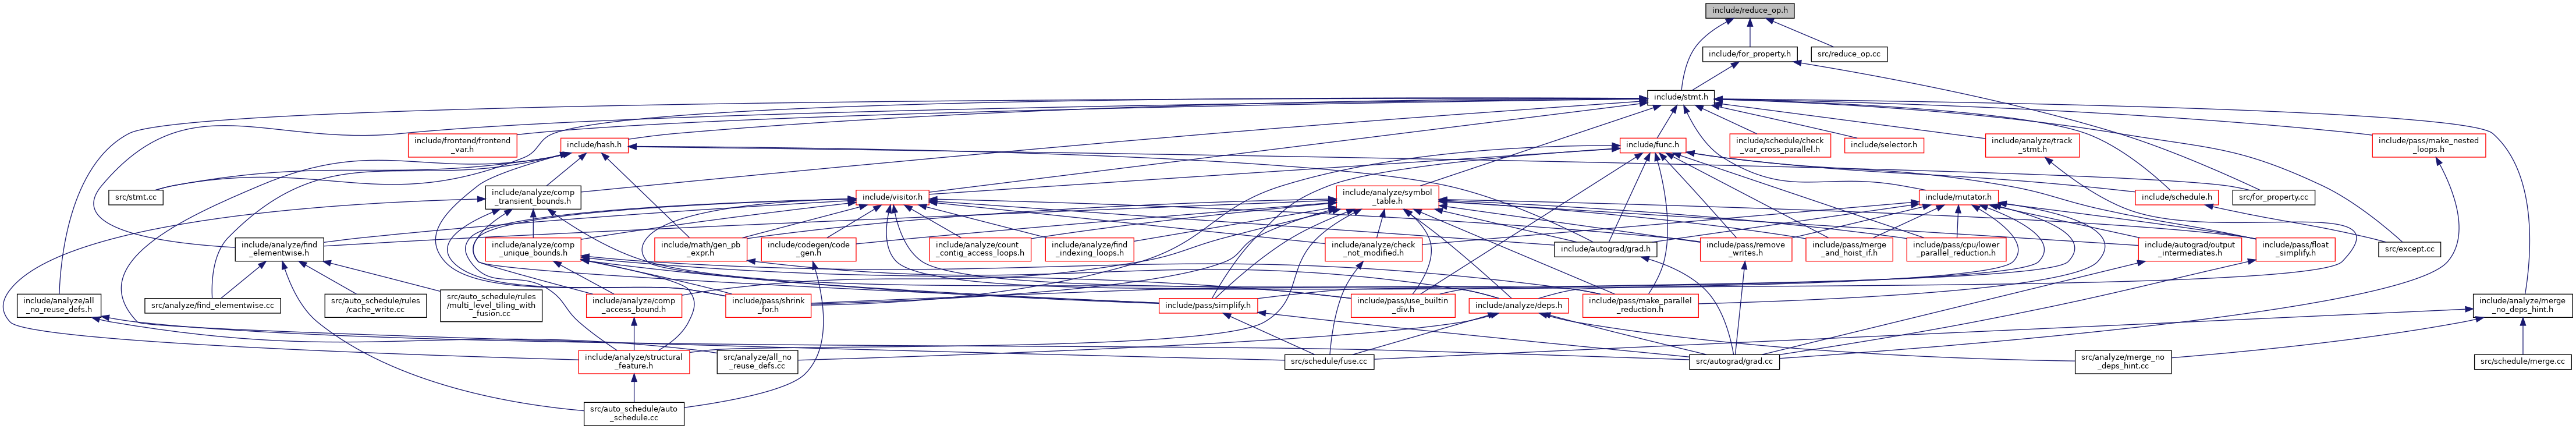 include/reduce_op.h
include/for_property.h
src/reduce_op.cc
include/stmt.h
include/frontend/frontend
_var.h
include/hash.h
include/func.h
include/schedule/check
_var_cross_parallel.h
include/selector.h
include/analyze/track
_stmt.h
include/pass/make_nested
_loops.h
src/stmt.cc
include/analyze/comp
_transient_bounds.h
include/visitor.h
include/analyze/symbol
_table.h
include/mutator.h
include/schedule.h
src/for_property.cc
include/analyze/find
_elementwise.h
include/analyze/comp
_unique_bounds.h
include/math/gen_pb
_expr.h
include/codegen/code
_gen.h
include/analyze/count
_contig_access_loops.h
include/analyze/find
_indexing_loops.h
include/analyze/check
_not_modified.h
include/autograd/grad.h
include/pass/remove
_writes.h
include/pass/merge
_and_hoist_if.h
include/pass/cpu/lower
_parallel_reduction.h
include/autograd/output
_intermediates.h
include/pass/float
_simplify.h
src/except.cc
include/analyze/all
_no_reuse_defs.h
src/analyze/find_elementwise.cc
src/auto_schedule/rules
/cache_write.cc
src/auto_schedule/rules
/multi_level_tiling_with
_fusion.cc
include/analyze/comp
_access_bound.h
include/pass/shrink
_for.h
include/pass/simplify.h
include/pass/use_builtin
_div.h
include/analyze/deps.h
include/pass/make_parallel
_reduction.h
include/analyze/merge
_no_deps_hint.h
include/analyze/structural
_feature.h
src/analyze/all_no
_reuse_defs.cc
src/schedule/fuse.cc
src/autograd/grad.cc
src/analyze/merge_no
_deps_hint.cc
src/schedule/merge.cc
src/auto_schedule/auto
_schedule.cc